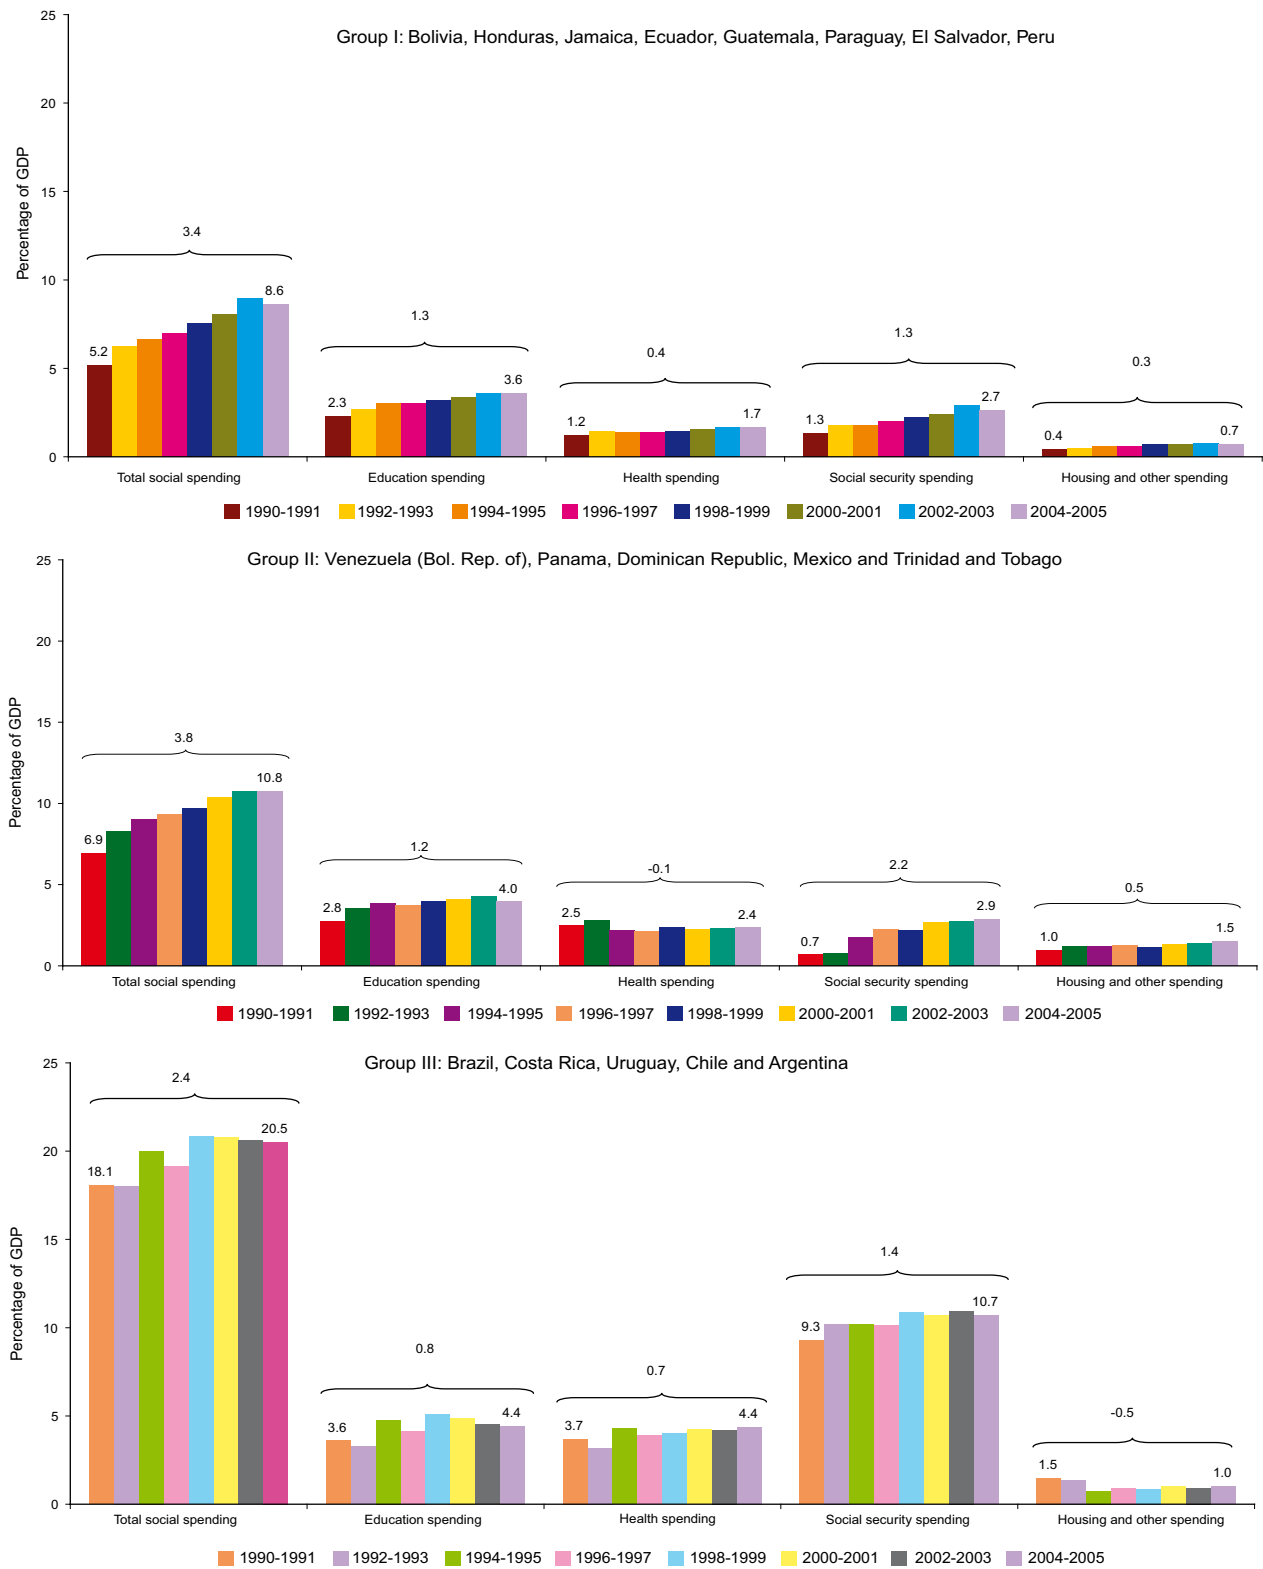 Group I: Bolivia, Honduras, Jamaica, Ecuador, Guatemala, Paraguay, El Salvador, Peru
Percentage of GDP
25
20
15
10
5
0
3.4
5.2
8.6
1.3
2.3
3.6
0.4
1.2
1.7
1.3
1.3
2.7
0.3
0.4
0.7
Total social spending
Education spending
Health spending
Social security spending
Housing and other spending
1990-1991 1992-1993 1994-1995 1996-1997 1998-1999 2000-2001 2002-2003 2004-2005
Group II: Venezuela (Bol. Rep. of), Panama, Dominican Republic, Mexico and Trinidad and Tobago
Percentage of GDP
25
20
15
10
5
0
3.8
6.9
10.8
1.2
2.8
4.0
-0.1
2.5
2.4
2.2
0.7
2.9
0.5
1.0
1.5
Total social spending
Education spending
Health spending
Social security spending
Housing and other spending
1990-1991 1992-1993 1994-1995 1996-1997 1998-1999 2000-2001 2002-2003 2004-2005
Group III: Brazil, Costa Rica, Uruguay, Chile and Argentina
Percentage of GDP
25
20
15
10
5
0
2.4
18.1
20.5
0.8
3.6
4.4
0.7
3.7
4.4
1.4
9.3
10.7
-0.5
1.5
1.0
Total social spending
Education spending
Health spending
Social security spending
Housing and other spending
1990-1991 1992-1993 1994-1995 1996-1997 1998-1999 2000-2001 2002-2003 2004-2005